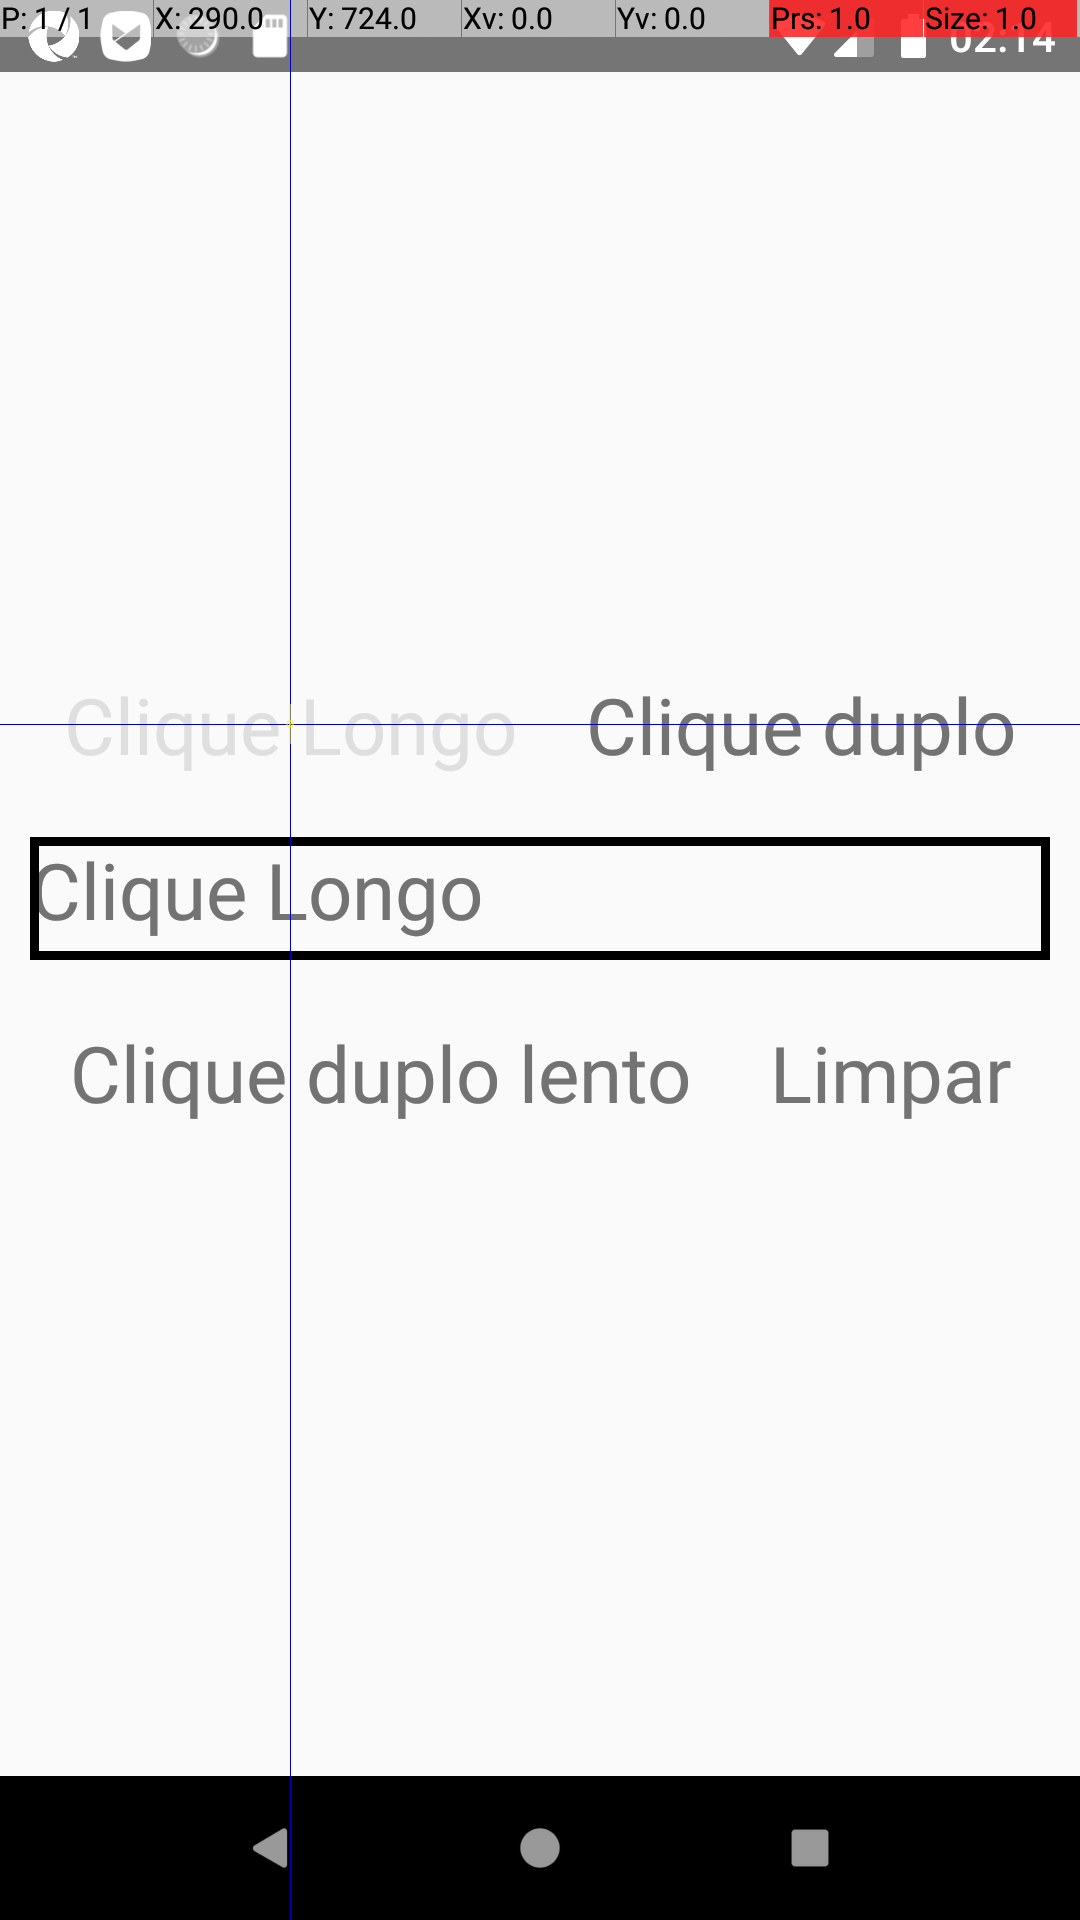 P: 1 / 1 X: 290.0 Y: 724.0 Xv: 0.0 Yv: 0.0 Prs: 1.0 Size: 1.0
02:14
Clique Longo Clique duplo
Clique Longo
Clique duplo lento Limpar